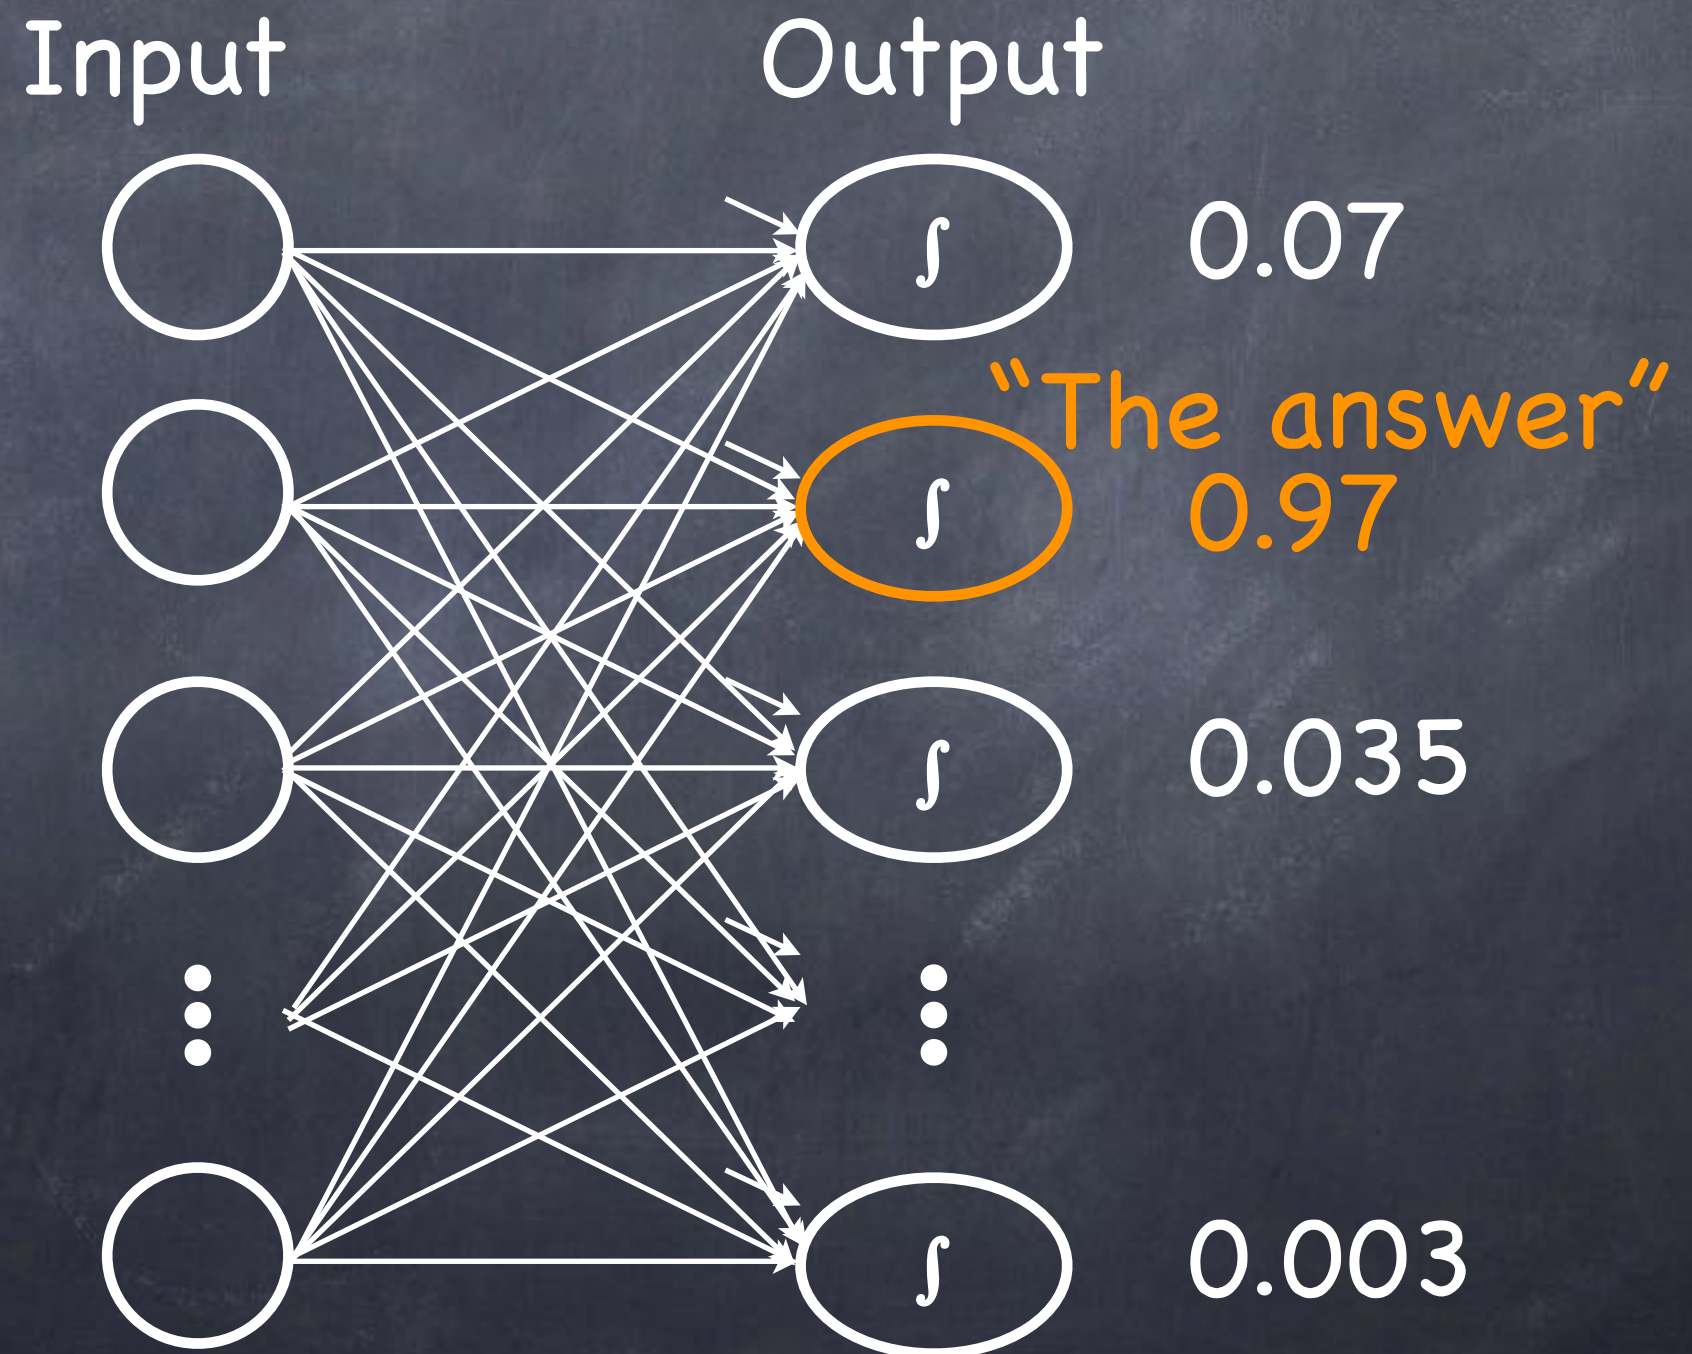 Input
Output
∫
0.07
“The answer”
∫
0.97
∫
0.035
∫
0.003